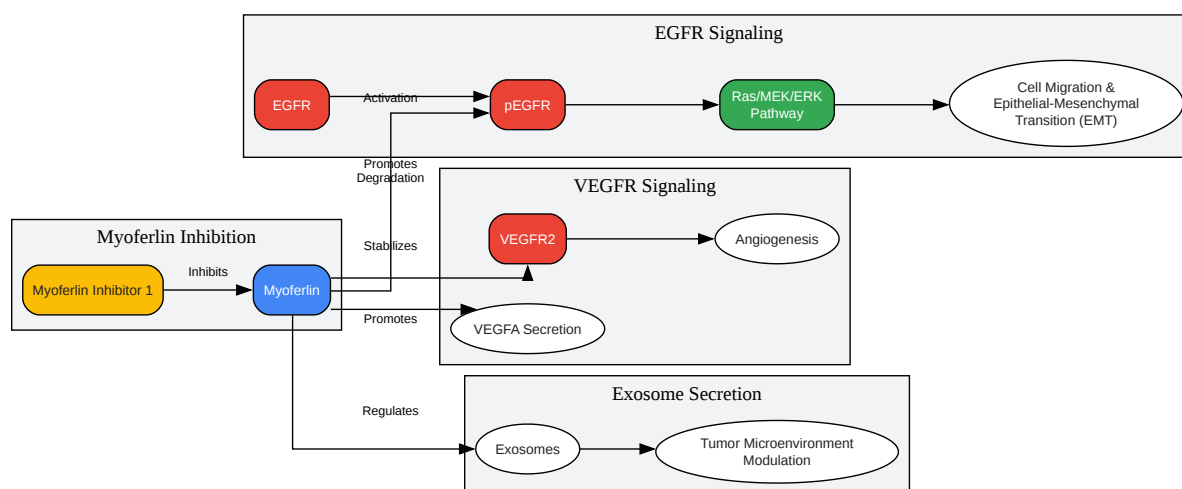 EGFR Signaling
EGFR
Activation
pEGFR
Ras/MEK/ERK
Pathway
Cell Migration &
Epithelial-Mesenchymal
Transition (EMT)
Promotes
Degradation
VEGFR Signaling
VEGFR2
Angiogenesis
Stabilizes
Myoferlin Inhibition
Myoferlin Inhibitor 1
Inhibits
Myoferlin
Promotes
VEGFA Secretion
Exosome Secretion
Regulates
Exosomes
Tumor Microenvironment
Modulation